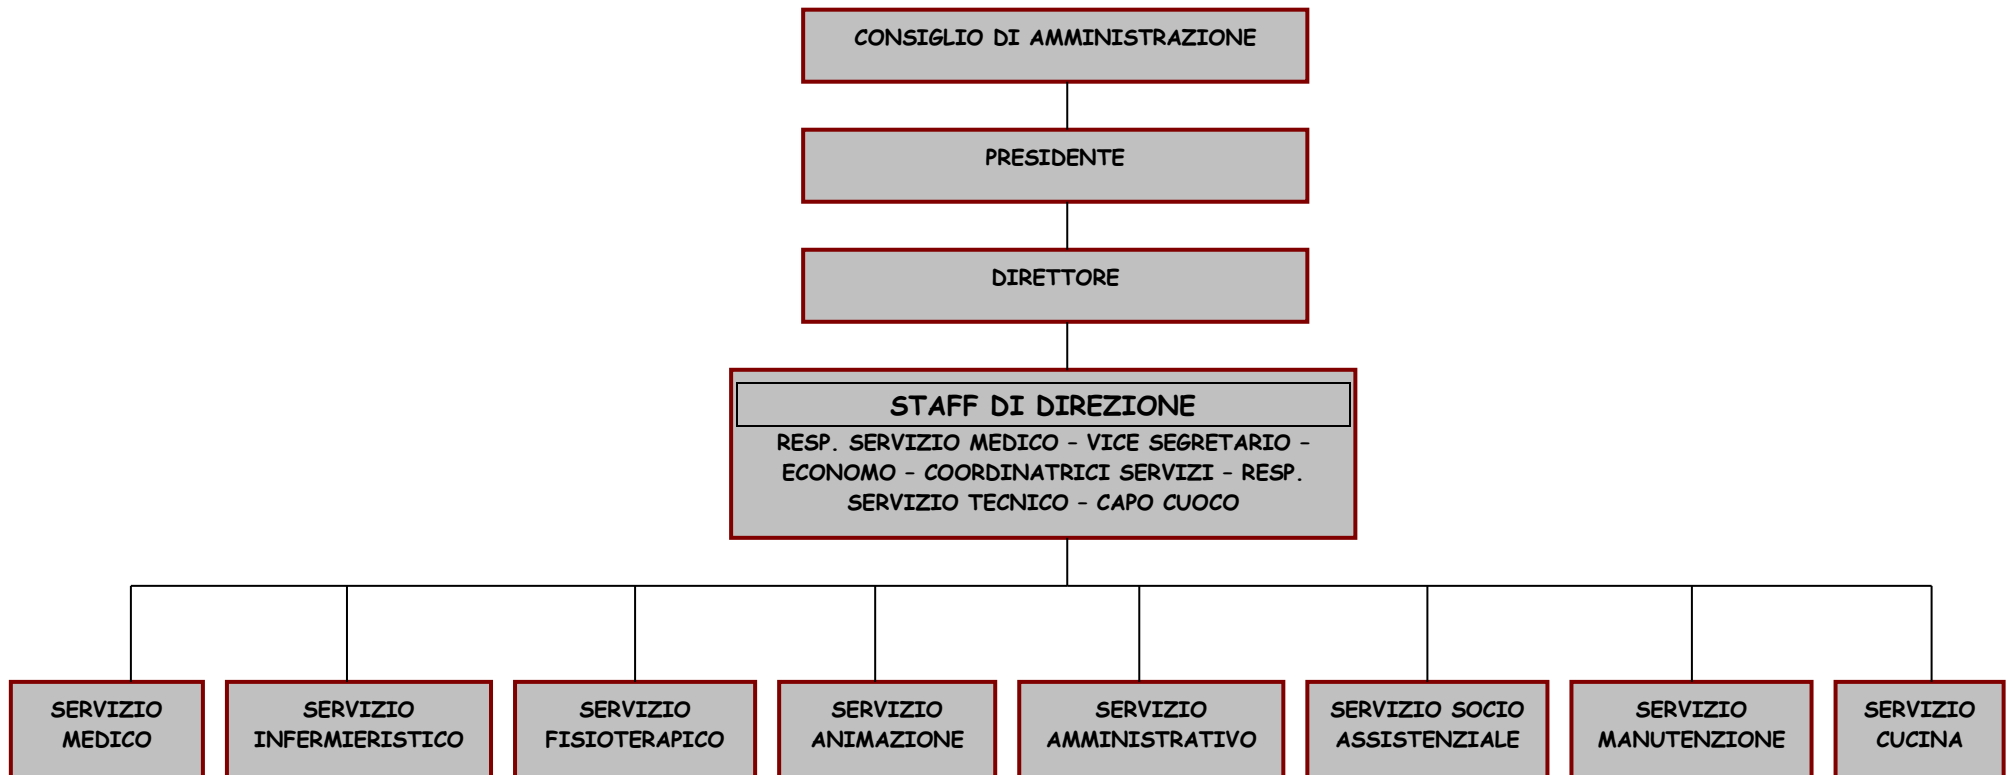 CONSIGLIO DI AMMINISTRAZIONE
PRESIDENTE
DIRETTORE
STAFF DI DIREZIONE
RESP. SERVIZIO MEDICO – VICE SEGRETARIO –
ECONOMO – COORDINATRICI SERVIZI – RESP.
SERVIZIO TECNICO – CAPO CUOCO
SERVIZIO
MEDICO
SERVIZIO
INFERMIERISTICO
SERVIZIO
FISIOTERAPICO
SERVIZIO
ANIMAZIONE
SERVIZIO
AMMINISTRATIVO
SERVIZIO SOCIO
ASSISTENZIALE
SERVIZIO
MANUTENZIONE
SERVIZIO
CUCINA